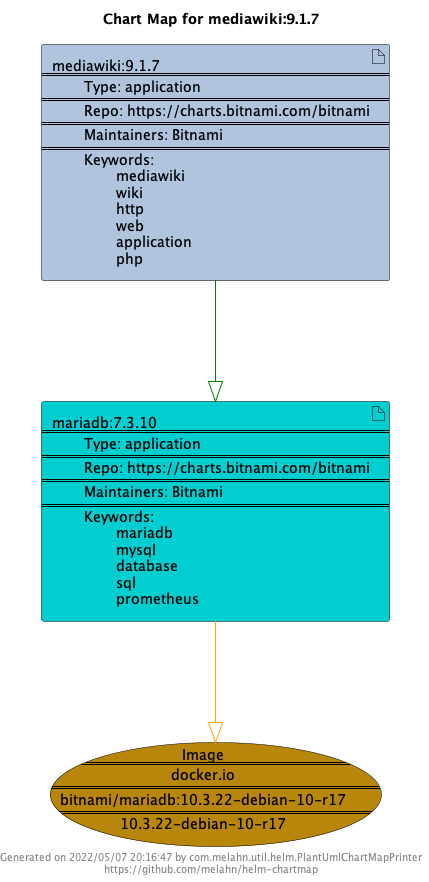 Chart Map for mediawiki:9.1.7
mediawiki:9.1.7
Type: application
Repo: https://charts.bitnami.com/bitnami
Maintainers: Bitnami
Keywords:
mediawiki
wiki
http
web
application
php
mariadb:7.3.10
Type: application
Repo: https://charts.bitnami.com/bitnami
Maintainers: Bitnami
Keywords:
mariadb
mysql
database
sql
prometheus
Image
docker.io
bitnami/mariadb:10.3.22-debian-10-r17
10.3.22-debian-10-r17
Generated on 2022/05/07 20:16:47 by com.melahn.util.helm.PlantUmlChartMapPrinter
https://github.com/melahn/helm-chartmap